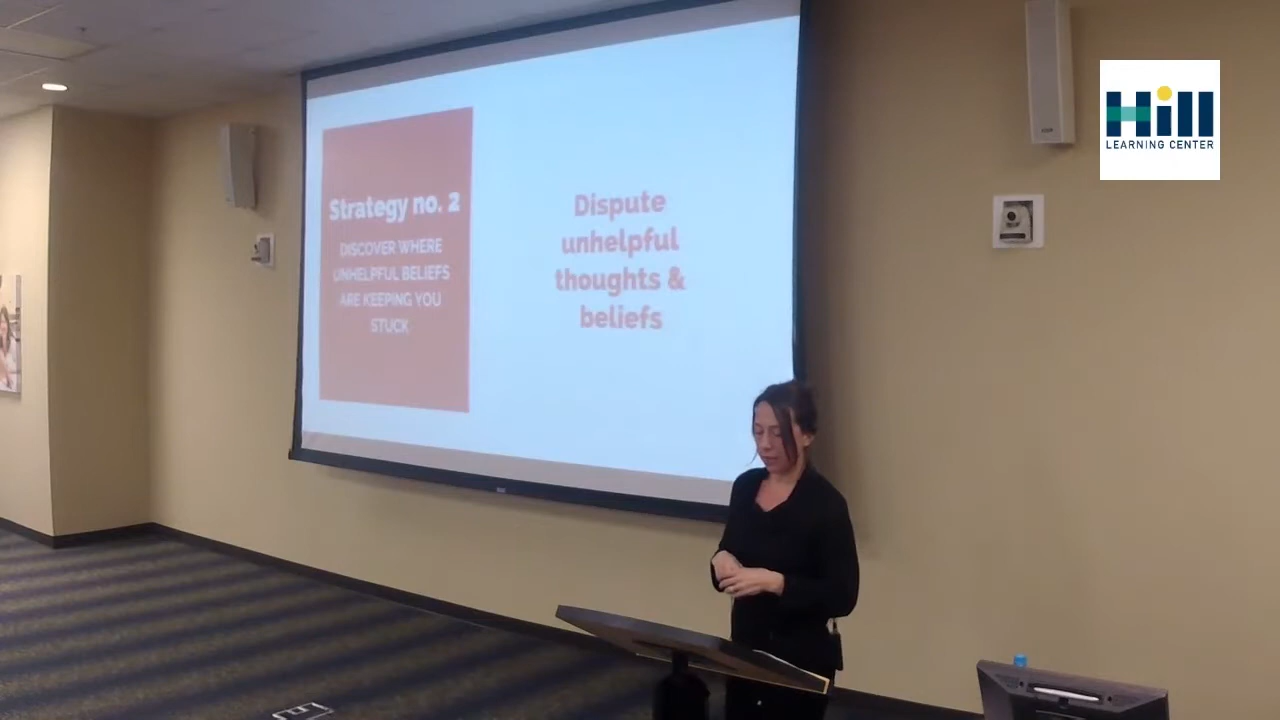 Strategy no. 2
DISCOVER WHERE
UNHELPFUL BELIEFS
ARE KEEPING YOU
STUCK
Dispute
unhelpful
thoughts &
beliefs
Hill
LEARNING CENTER